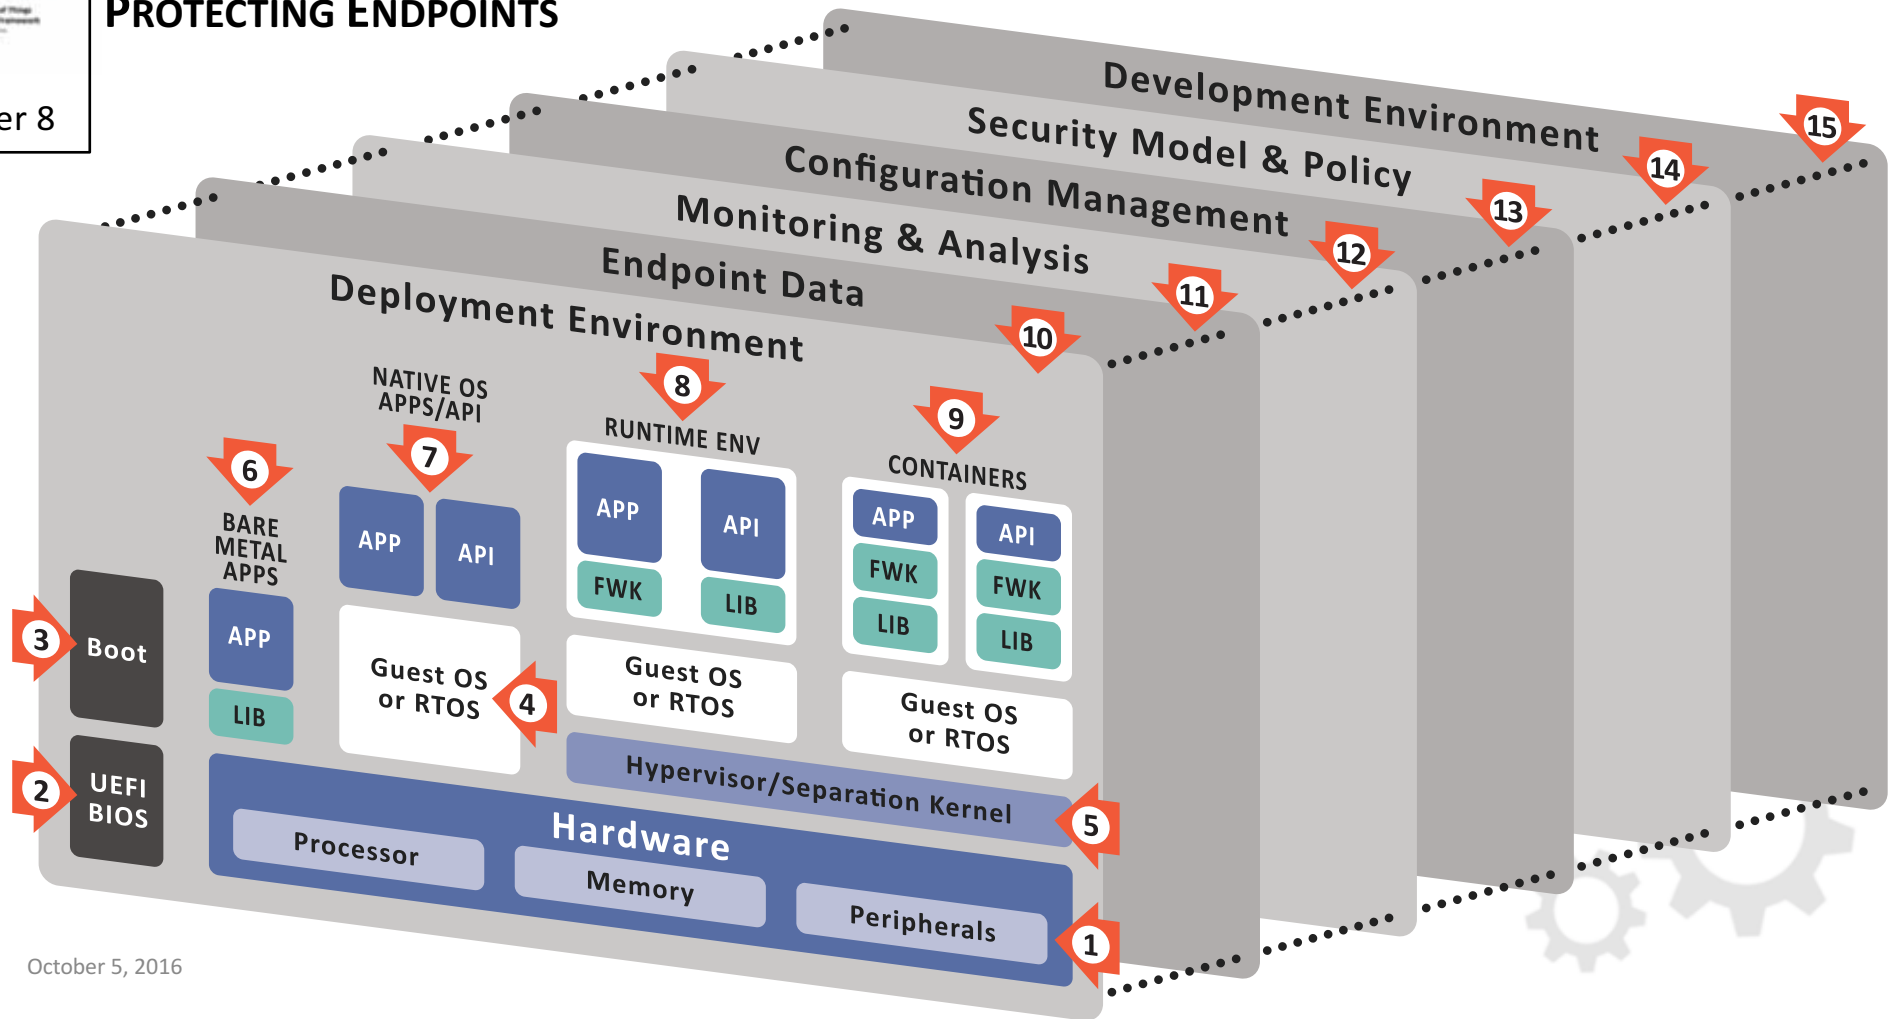 PROTECTING ENDPOINTS
er 8
Development Environment
15
Security Model & Policy
14
Configuration Management
13
Monitoring & Analysis
12
Endpoint Data
11
Deployment Environment
10
NATIVE OS
APPS/API
7
8
RUNTIME ENV
9
CONTAINERS
6
BARE
METAL
APPS
APP
API
APP
API
APP
API
FWK
LIB
FWK
FWK
LIB
LIB
3
Boot
APP
LIB
Guest OS
or RTOS
4
Guest OS
or RTOS
Guest OS
or RTOS
2
UEFI
BIOS
Hypervisor/Separation Kernel
5
Hardware
Processor
Memory
Peripherals
1
October 5, 2016